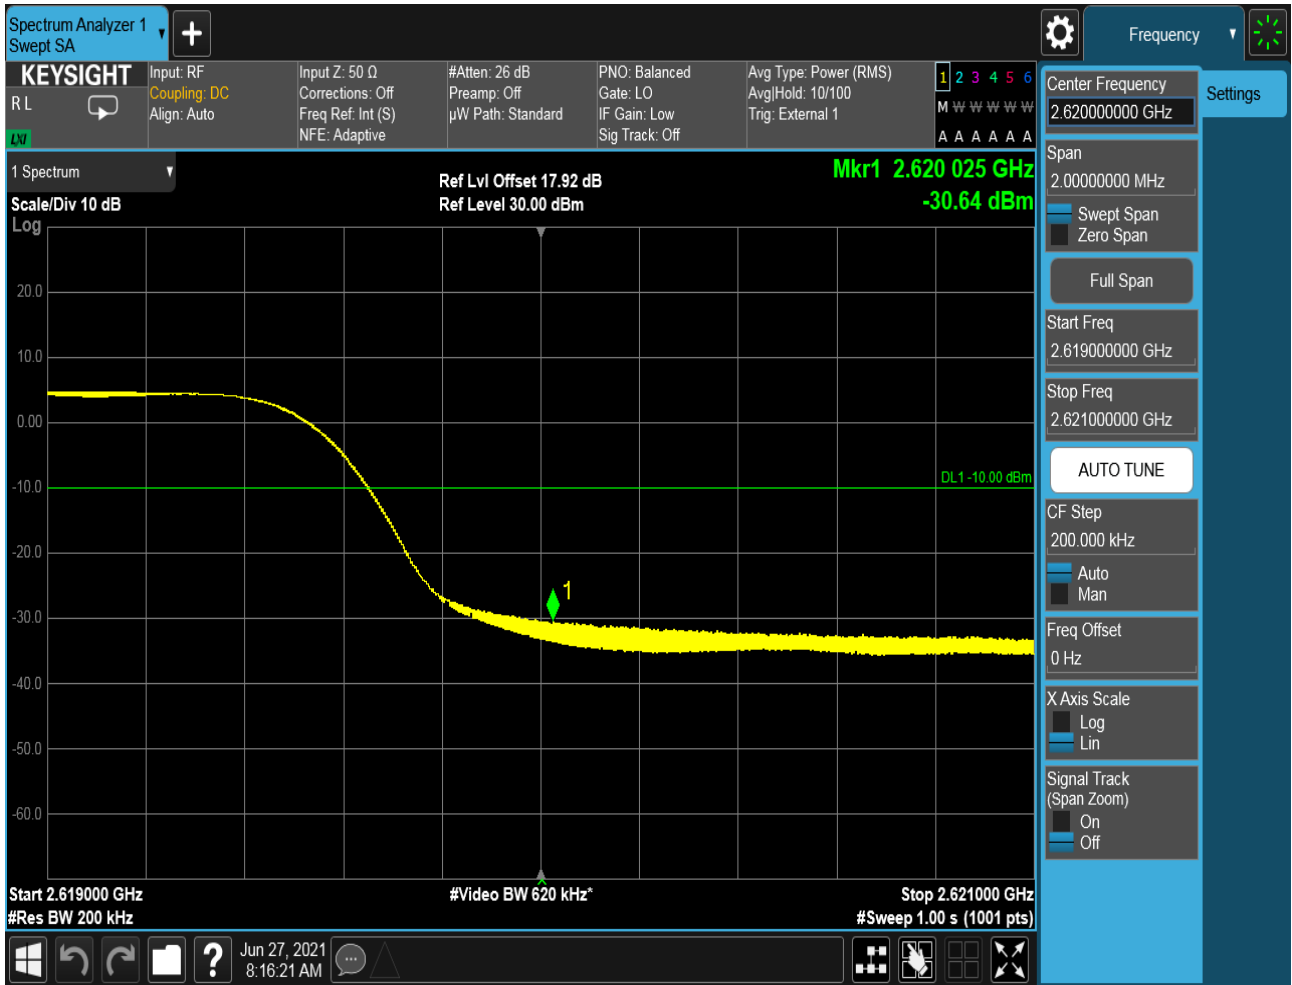 Spectrum Analyzer 1
Swept SA
+
Frequency
KEYSIGHT
R L
LXI
Input: RF
Coupling: DC
Align: Auto
Input Z: 50 Ω
Corrections: Off
Freq Ref: Int (S)
NFE: Adaptive
#Atten: 26 dB
Preamp: Off
µW Path: Standard
PNO: Balanced
Gate: LO
IF Gain: Low
Sig Track: Off
Avg Type: Power (RMS)
Avg|Hold: 10/100
Trig: External 1
1 2 3 4 5 6
M W W W W W
A A A A A A
1 Spectrum
Scale/Div 10 dB
Log
Ref Lvl Offset 17.92 dB
Ref Level 30.00 dBm
Mkr1 2.620 025 GHz
-30.64 dBm
20.0
10.0
0.00
-10.0
-20.0
-30.0
-40.0
-50.0
-60.0
DL1 -10.00 dBm
1
Start 2.619000 GHz
#Res BW 200 kHz
#Video BW 620 kHz*
Stop 2.621000 GHz
#Sweep 1.00 s (1001 pts)
Center Frequency
2.620000000 GHz
Settings
Span
2.00000000 MHz
Swept Span
Zero Span
Full Span
Start Freq
2.619000000 GHz
Stop Freq
2.621000000 GHz
AUTO TUNE
CF Step
200.000 kHz
Auto
Man
Freq Offset
0 Hz
X Axis Scale
Log
Lin
Signal Track
(Span Zoom)
On
Off
?
Jun 27, 2021
8:16:21 AM